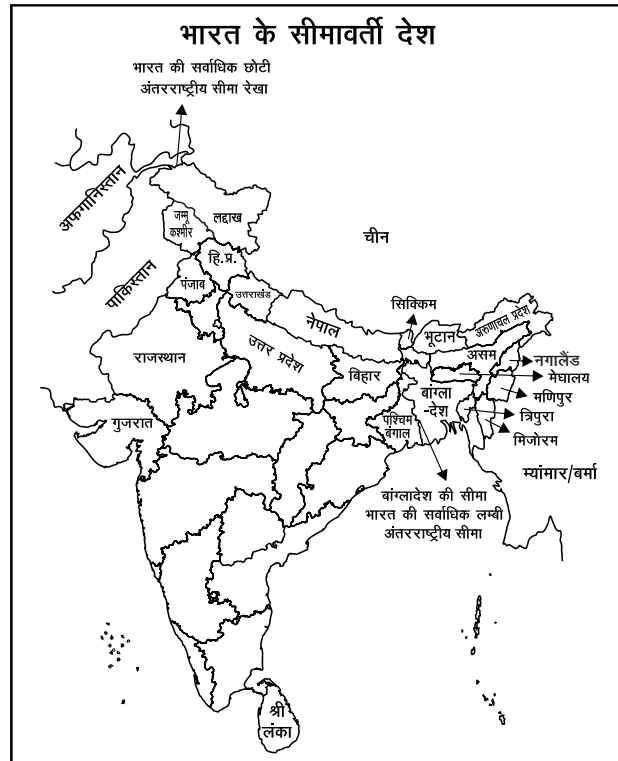 भारत के सीमावर्ती देश
भारत की सर्वाधिक छोटी
अंतरराष्ट्रीय सीमा रेखा
अफगानिस्तान
जम्मू
कश्मीर
लद्दाख
चीन
पाकिस्तान
हि.प्र.
पंजाब
उत्तराखंड
सिक्किम
नेपाल
भूटान
अरुणाचल प्रदेश
राजस्थान
उत्तर प्रदेश
असम
नगालैंड
बिहार
मेघालय
बांग्ला
-देश
मणिपुर
गुजरात
पश्चिम
बंगाल
त्रिपुरा
मिजोरम
म्यांमार/बर्मा
बांग्लादेश की सीमा
भारत की सर्वाधिक लम्बी
अंतरराष्ट्रीय सीमा
श्री
लंका